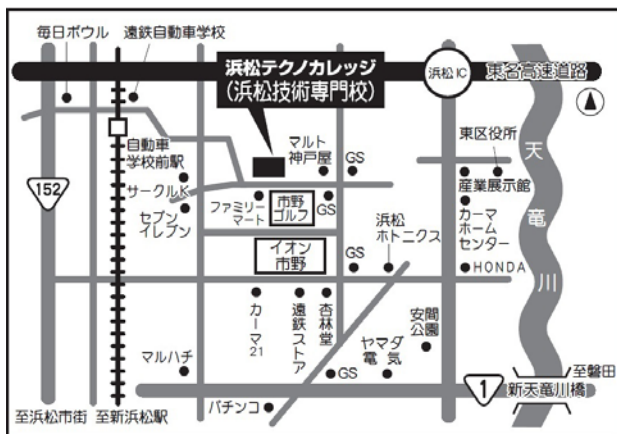 毎日ボウル
遠鉄自動車学校
浜松テクノカレッジ
(浜松技術専門校)
浜松IC
東名高速道路
自動車
学校前駅
マルト
神戸屋
GS
東区役所
天竜川
152
サークルK
セブン
イレブン
ファミリー
マート
市野
ゴルフ
GS
産業展示館
カーマ
ホーム
センター
浜松
ホトニクス
イオン
市野
GS
HONDA
カーマ21
遠鉄ストア
杏林堂
安間
公園
マルハチ
ヤマダ
電気
GS
パチンコ
1
新天竜川橋
至磐田
至浜松市街
至新浜松駅